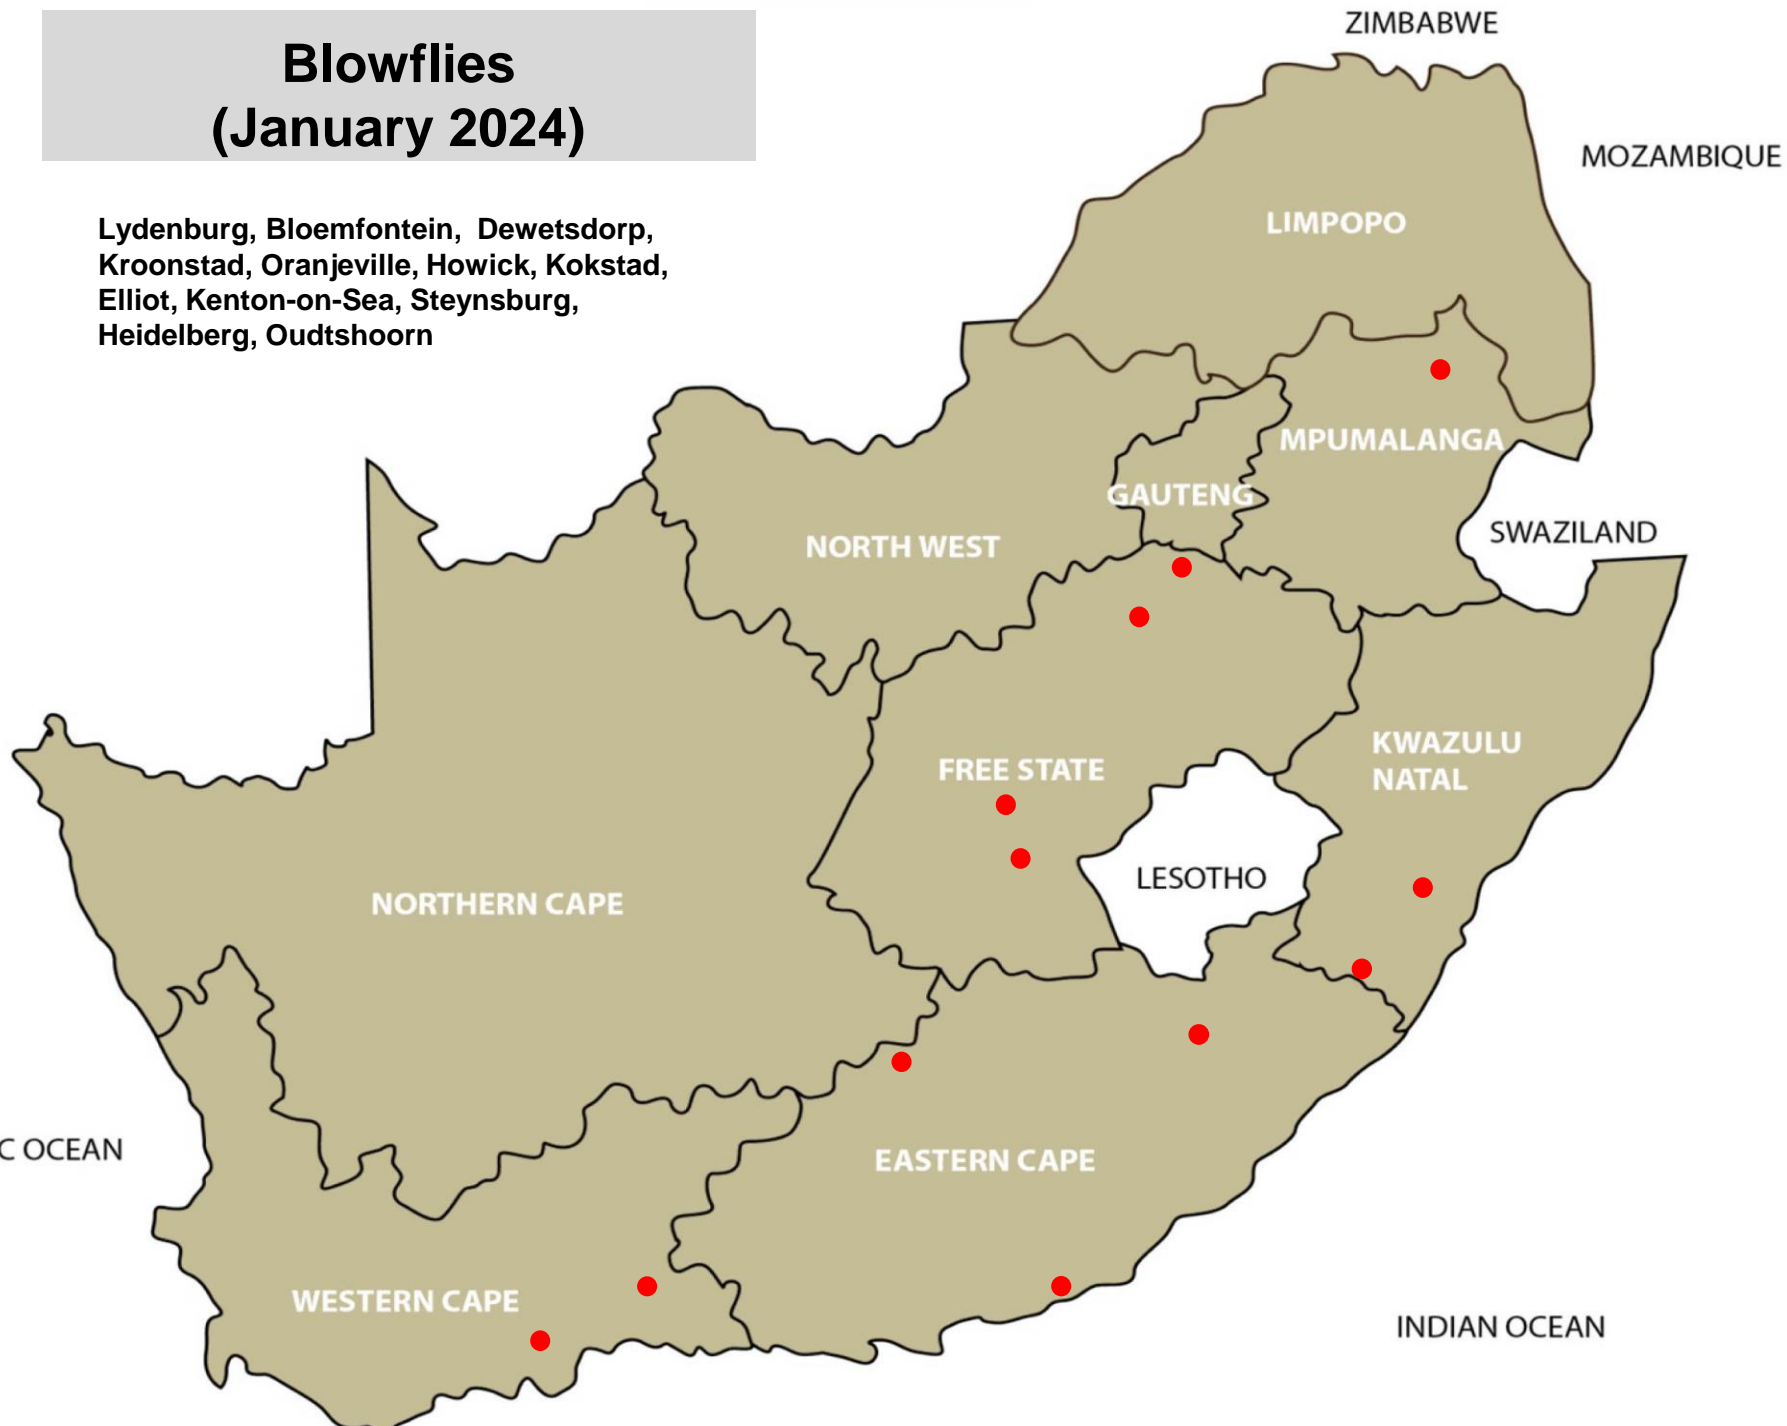 Blowflies
(January 2024)
Lydenburg, Bloemfontein, Dewetsdorp,
Kroonstad, Oranjeville, Howick, Kokstad,
Elliot, Kenton-on-Sea, Steynsburg,
Heidelberg, Oudtshoorn
ZIMBABWE
MOZAMBIQUE
LIMPOPO
MPUMALANGA
GAUTENG
NORTH WEST
SWAZILAND
KWAZULU
NATAL
FREE STATE
LESOTHO
NORTHERN CAPE
C OCEAN
EASTERN CAPE
WESTERN CAPE
INDIAN OCEAN